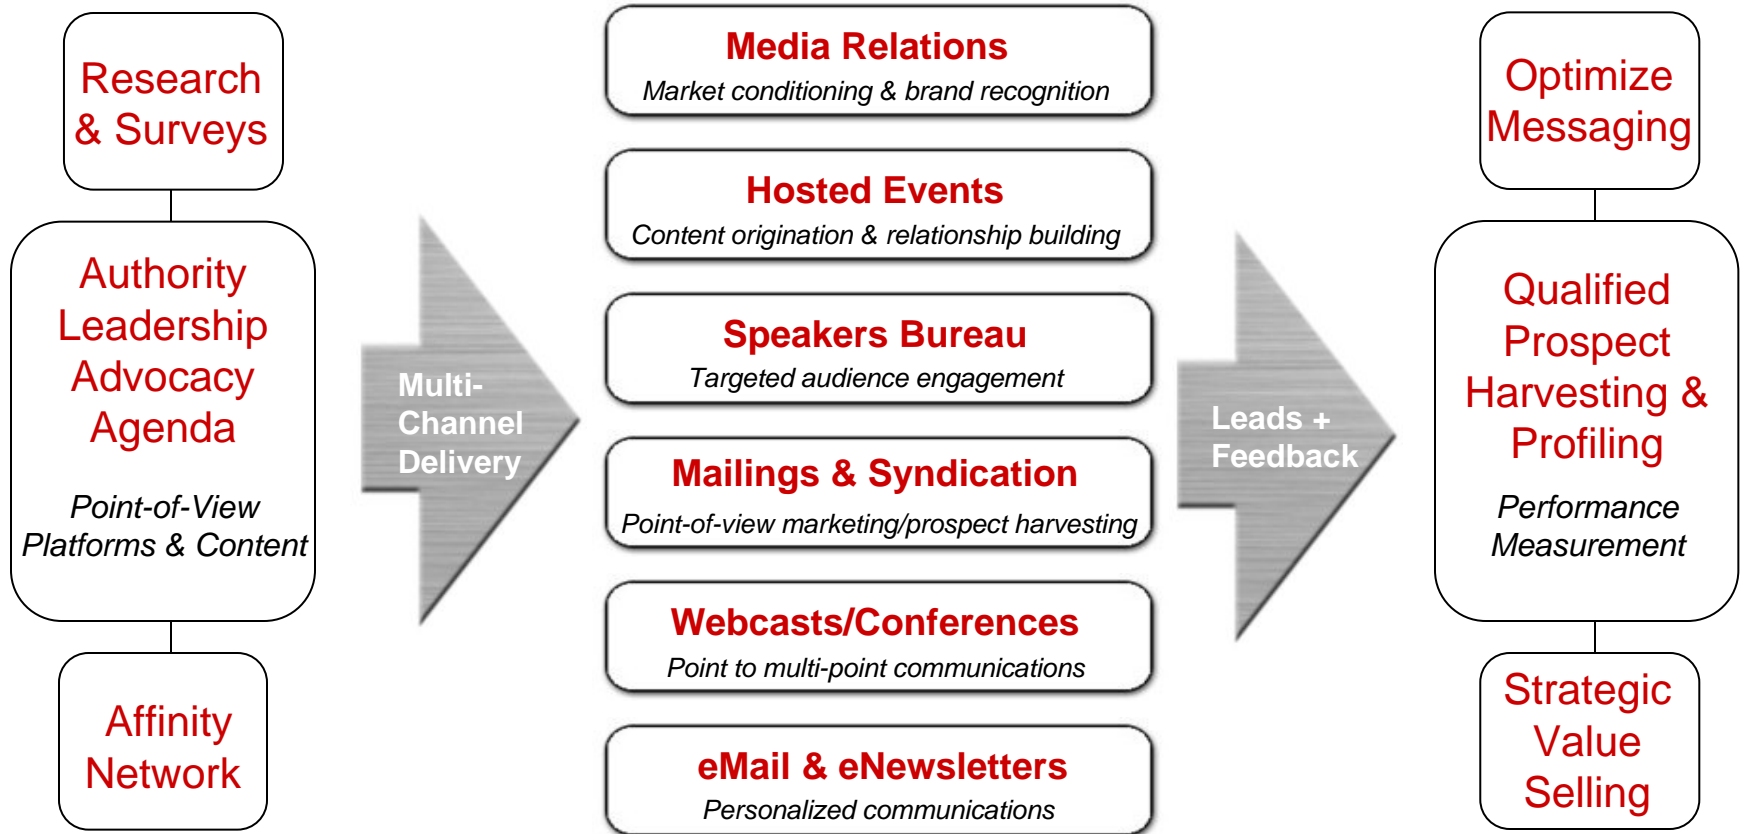 Research
& Surveys
Authority
Leadership
Advocacy
Agenda
Point-of-View
Platforms & Content
Affinity
Network
Multi-
Channel
Delivery
Media Relations
Market conditioning & brand recognition
Hosted Events
Content origination & relationship building
Speakers Bureau
Targeted audience engagement
Mailings & Syndication
Point-of-view marketing/prospect harvesting
Webcasts/Conferences
Point to multi-point communications
eMail & eNewsletters
Personalized communications
Leads +
Feedback
Optimize
Messaging
Qualified
Prospect
Harvesting &
Profiling
Performance
Measurement
Strategic
Value
Selling